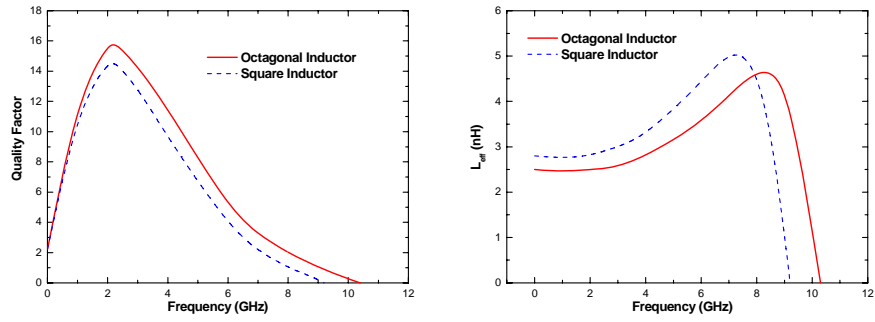 18
16
14
12
10
8
6
4
2
0
Quality Factor
Octagonal Inductor
Square Inductor
0 2 4 6 8 10 12
Frequency (GHz)
6
5
4
3
2
1
0
L_eff (nH)
Octagonal Inductor
Square Inductor
0 2 4 6 8 10 12
Frequency (GHz)